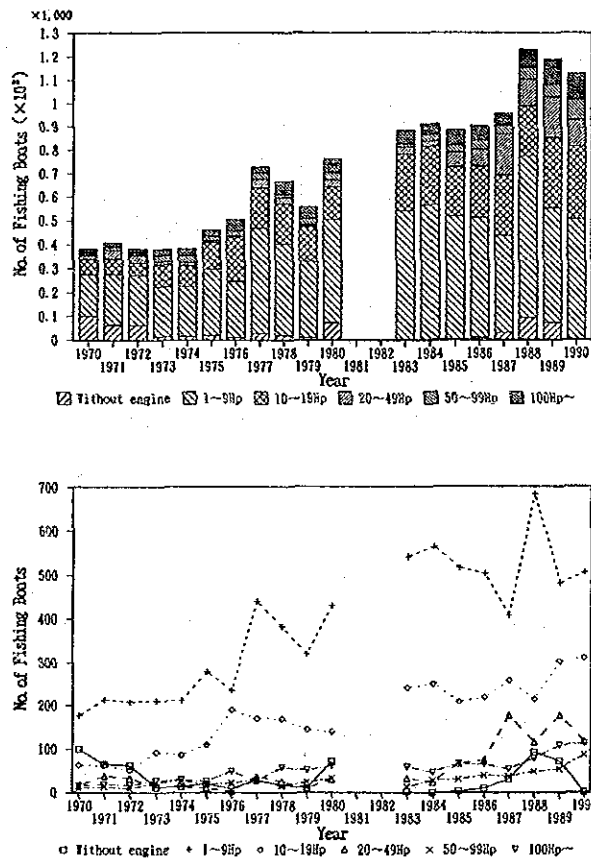 ×1,000
1.3
1.2
1.1
1
0.9
0.8
0.7
0.6
0.5
0.4
0.3
0.2
0.1
0
No. of Fishing Boats (×10³)
1970 1972 1974 1976 1978 1980 1982 1984 1986 1988 1990
1971 1973 1975 1977 1979 1981 1983 1985 1987 1989
Year
Without engine 1~9Hp 10~19Hp 20~49Hp 50~99Hp 100Hp~
700
600
500
400
300
200
100
0
No. of Fishing Boats
1970 1972 1974 1976 1978 1980 1982 1984 1986 1988 199
1971 1973 1975 1977 1979 1981 1983 1985 1987 1989
Year
Without engine 1~9Hp 10~19Hp 20~49Hp 50~99Hp 100Hp~